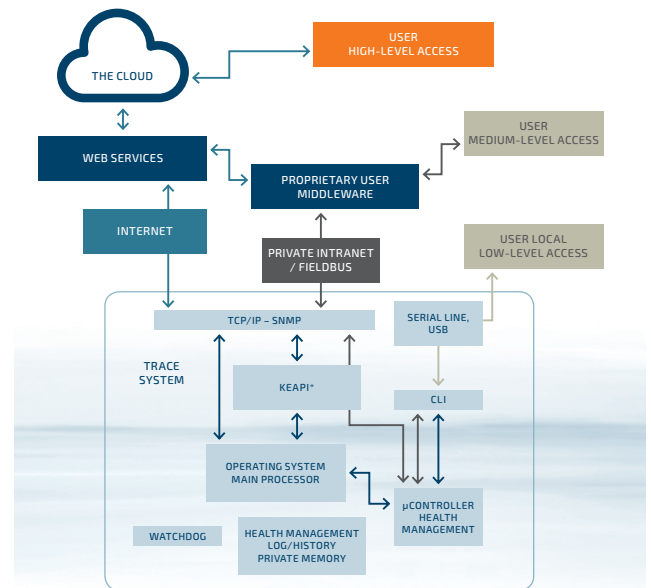 USER
HIGH-LEVEL ACCESS
THE CLOUD
USER
MEDIUM-LEVEL ACCESS
WEB SERVICES
PROPRIETARY USER
MIDDLEWARE
INTERNET
PRIVATE INTRANET
/ FIELDBUS
USER LOCAL
LOW-LEVEL ACCESS
TCP/IP – SNMP
SERIAL LINE,
USB
TRACE
SYSTEM
KEAPI*
CLI
OPERATING SYSTEM
MAIN PROCESSOR
µCONTROLLER
HEALTH
MANAGEMENT
WATCHDOG
HEALTH MANAGEMENT
LOG/HISTORY
PRIVATE MEMORY